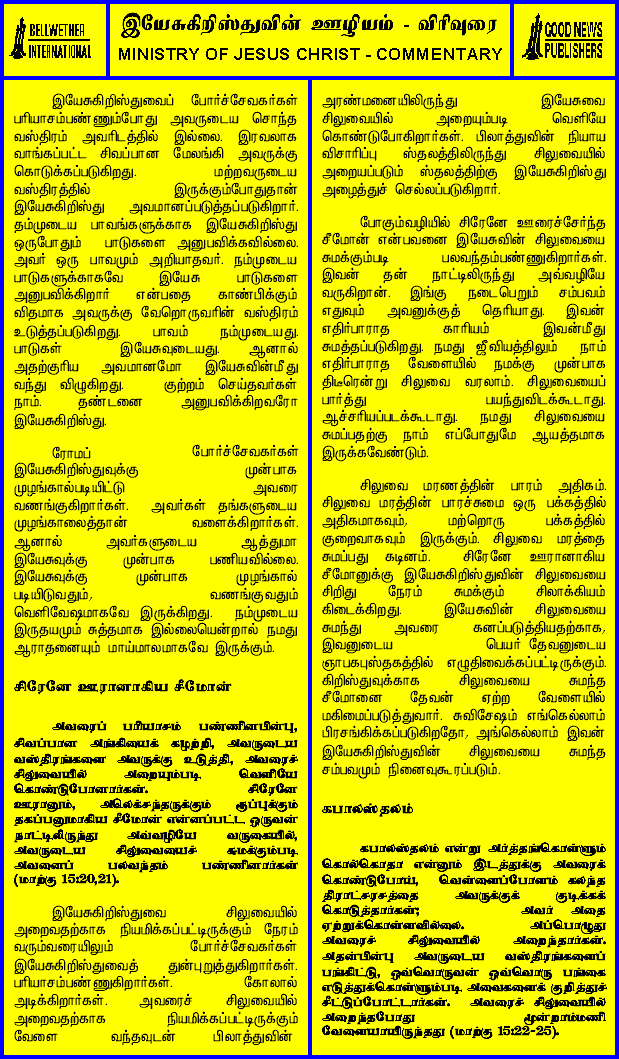 BELLWETHER
INTERNATIONAL
இயேசுகிறிஸ்துவின் ஊழியம் - விரிவுரை
MINISTRY OF JESUS CHRIST - COMMENTARY
GOOD NEWS
PUBLISHERS
இயேசுகிறிஸ்துவைப் போர்ச்சேவகர்கள்
பரியாசம்பண்ணும்போது அவருடைய சொந்த
வஸ்திரம் அவரிடத்தில் இல்லை. இரவலாக
வாங்கப்பட்ட சிவப்பான மேலங்கி அவருக்கு
கொடுக்கப்படுகிறது. மற்றவருடைய
வஸ்திரத்தில் இருக்கும்போதுதான்
இயேசுகிறிஸ்து அவமானப்படுத்தப்படுகிறார்.
தம்முடைய பாவங்களுக்காக இயேசுகிறிஸ்து
ஒருபோதும் பாடுகளை அனுபவிக்கவில்லை.
அவர் ஒரு பாவமும் அறியாதவர். நம்முடைய
பாடுகளுக்காகவே இயேசு பாடுகளை
அனுபவிக்கிறார் என்பதை காண்பிக்கும்
விதமாக அவருக்கு வேறொருவரின் வஸ்திரம்
உடுத்தப்படுகிறது. பாவம் நம்முடையது.
பாடுகள் இயேசுவுடையது. ஆனால்
அதற்குரிய அவமானமோ இயேசுவின்மீது
வந்து விழுகிறது. குற்றம் செய்தவர்கள்
நாம். தண்டனை அனுபவிக்கிறவரோ
இயேசுகிறிஸ்து.
ரோமப் போர்ச்சேவகர்கள்
இயேசுகிறிஸ்துவுக்கு முன்பாக
முழங்கால்படியிட்டு அவரை
வணங்குகிறார்கள். அவர்கள் தங்களுடைய
முழங்காலைத்தான் வளைக்கிறார்கள்.
ஆனால் அவர்களுடைய ஆத்துமா
இயேசுவுக்கு முன்பாக பணியவில்லை.
இயேசுவுக்கு முன்பாக முழங்கால்
படியிடுவதும், வணங்குவதும்
வெளிவேஷமாகவே இருக்கிறது. நம்முடைய
இருதயமும் சுத்தமாக இல்லையென்றால் நமது
ஆராதனையும் மாய்மாலமாகவே இருக்கும்.
சிரேனே ஊரானாகிய சீமோன்
அவரைப் பரியாசம் பண்ணினபின்பு,
சிவப்பான அங்கியைக் கழற்றி, அவருடைய
வஸ்திரங்களை அவருக்கு உடுத்தி, அவரைச்
சிலுவையில் அறையும்படி வெளியே
கொண்டுபோனார்கள். சிரேனே
ஊரானும், அலெக்சந்தருக்கும் ரூப்புக்கும்
தகப்பனுமாகிய சீமோன் என்னப்பட்ட ஒருவன்
நாட்டிலிருந்து அவ்வழியே வருகையில்,
அவருடைய சிலுவையைச் சுமக்கும்படி
அவனைப் பலவந்தம் பண்ணினார்கள்
(மாற்கு 15:20,21).
இயேசுகிறிஸ்துவை சிலுவையில்
அறைவதற்காக நியமிக்கப்பட்டிருக்கும் நேரம்
வரும்வரையிலும் போர்ச்சேவகர்கள்
இயேசுகிறிஸ்துவைத் துன்புறுத்துகிறார்கள்.
பரியாசம்பண்ணுகிறார்கள். கோலால்
அடிக்கிறார்கள். அவரைச் சிலுவையில்
அறைவதற்காக நியமிக்கப்பட்டிருக்கும்
வேளை வந்தவுடன் பிலாத்துவின்
அரண்மனையிலிருந்து இயேசுவை
சிலுவையில் அறையும்படி வெளியே
கொண்டுபோகிறார்கள். பிலாத்துவின் நியாய
விசாரிப்பு ஸ்தலத்திலிருந்து சிலுவையில்
அறையப்படும் ஸ்தலத்திற்கு இயேசுகிறிஸ்து
அழைத்துச் செல்லப்படுகிறார்.
போகும்வழியில் சிரேனே ஊரைச்சேர்ந்த
சீமோன் என்பவனை இயேசுவின் சிலுவையை
சுமக்கும்படி பலவந்தம்பண்ணுகிறார்கள்.
இவன் தன் நாட்டிலிருந்து அவ்வழியே
வருகிறான். இங்கு நடைபெறும் சம்பவம்
எதுவும் அவனுக்குத் தெரியாது. இவன்
எதிர்பாராத காரியம் இவன்மீது
சுமத்தப்படுகிறது. நமது ஜீவியத்திலும் நாம்
எதிர்பாராத வேளையில் நமக்கு முன்பாக
திடீரென்று சிலுவை வரலாம். சிலுவையைப்
பார்த்து பயந்துவிடக்கூடாது.
ஆச்சரியப்படக்கூடாது. நமது சிலுவையை
சுமப்பதற்கு நாம் எப்போதுமே ஆயத்தமாக
இருக்கவேண்டும்.
சிலுவை மரணத்தின் பாரம் அதிகம்.
சிலுவை மரத்தின் பாரச்சுமை ஒரு பக்கத்தில்
அதிகமாகவும், மற்றொரு பக்கத்தில்
குறைவாகவும் இருக்கும். சிலுவை மரத்தை
சுமப்பது கடினம். சிரேனே ஊரானாகிய
சீமோனுக்கு இயேசுகிறிஸ்துவின் சிலுவையை
சிறிது நேரம் சுமக்கும் சிலாக்கியம்
கிடைக்கிறது. இயேசுவின் சிலுவையை
சுமந்து அவரை கனப்படுத்தியதற்காக,
இவனுடைய பெயர் தேவனுடைய
ஞாபகபுஸ்தகத்தில் எழுதிவைக்கப்பட்டிருக்கும்.
கிறிஸ்துவுக்காக சிலுவையை சுமந்த
சீமோனை தேவன் ஏற்ற வேளையில்
மகிமைப்படுத்துவார். சுவிசேஷம் எங்கெல்லாம்
பிரசங்கிக்கப்படுகிறதோ, அங்கெல்லாம் இவன்
இயேசுகிறிஸ்துவின் சிலுவையை சுமந்த
சம்பவமும் நினைவுகூரப்படும்.
கபாலஸ்தலம்
கபாலஸ்தலம் என்று அர்த்தங்கொள்ளும்
கொல்கொதா என்னும் இடத்துக்கு அவரைக்
கொண்டுபோய், வெள்ளைப்போளம் கலந்த
திராட்சரசத்தை அவருக்குக் குடிக்கக்
கொடுத்தார்கள்; அவர் அதை
ஏற்றுக்கொள்ளவில்லை. அப்பொழுது
அவரைச் சிலுவையில் அறைந்தார்கள்.
அதன்பின்பு அவருடைய வஸ்திரங்களைப்
பங்கிட்டு, ஒவ்வொருவன் ஒவ்வொரு பங்கை
எடுத்துக்கொள்ளும்படி அவைகளைக் குறித்துச்
சீட்டுப்போட்டார்கள். அவரைச் சிலுவையில்
அறைந்தபோது மூன்றாம்மணி
வேளையாயிருந்தது (மாற்கு 15:22-25).